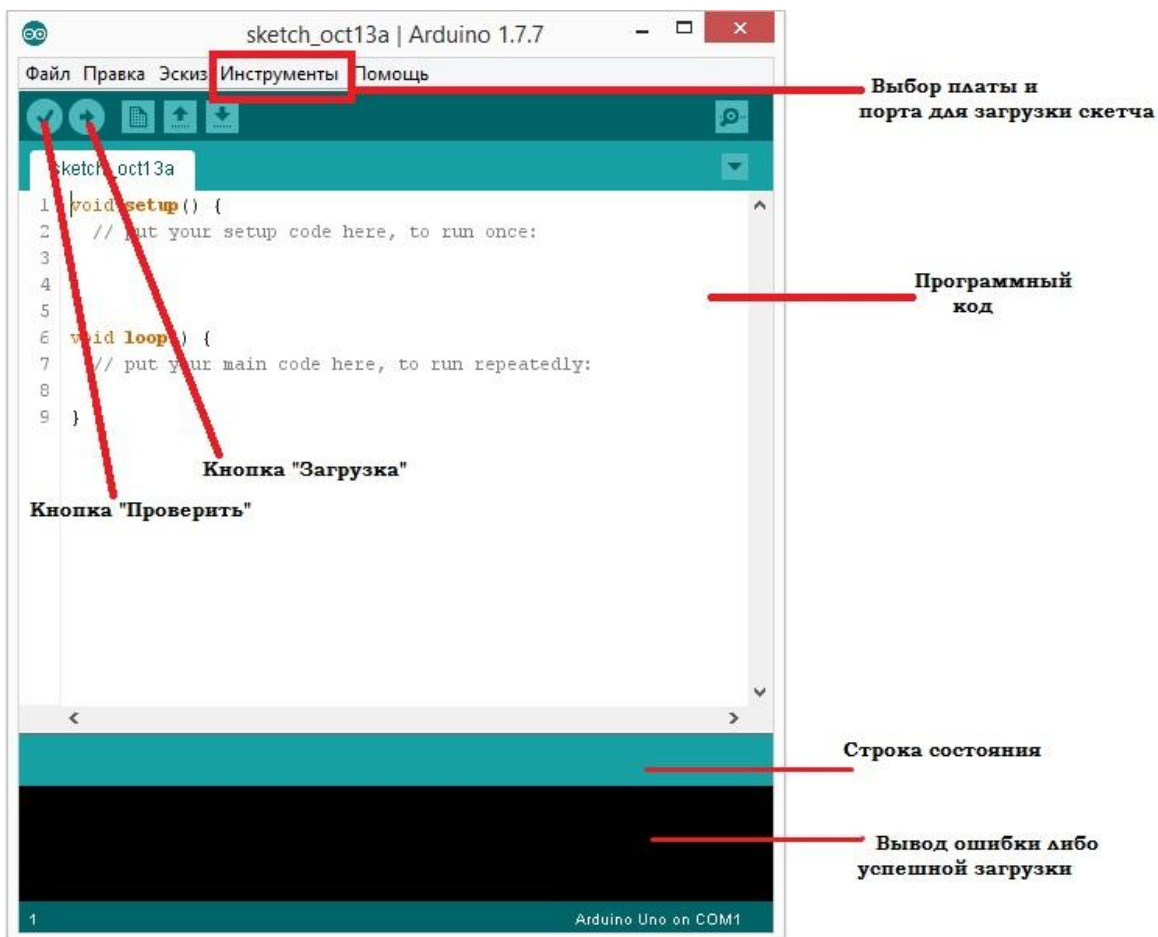 sketch_oct13a | Arduino 1.7.7
Файл Правка Эскиз Инструменты Помощь
Выбор платы и
порта для загрузки скетча
sketch_oct13a
1 void setup() {
2 // put your setup code here, to run once:
3
4
5
6 void loop() {
7 // put your main code here, to run repeatedly:
8
9 }
Программный
код
Кнопка "Загрузка"
Кнопка "Проверить"
Строка состояния
Вывод ошибки либо
успешной загрузки
1 Arduino Uno on COM1